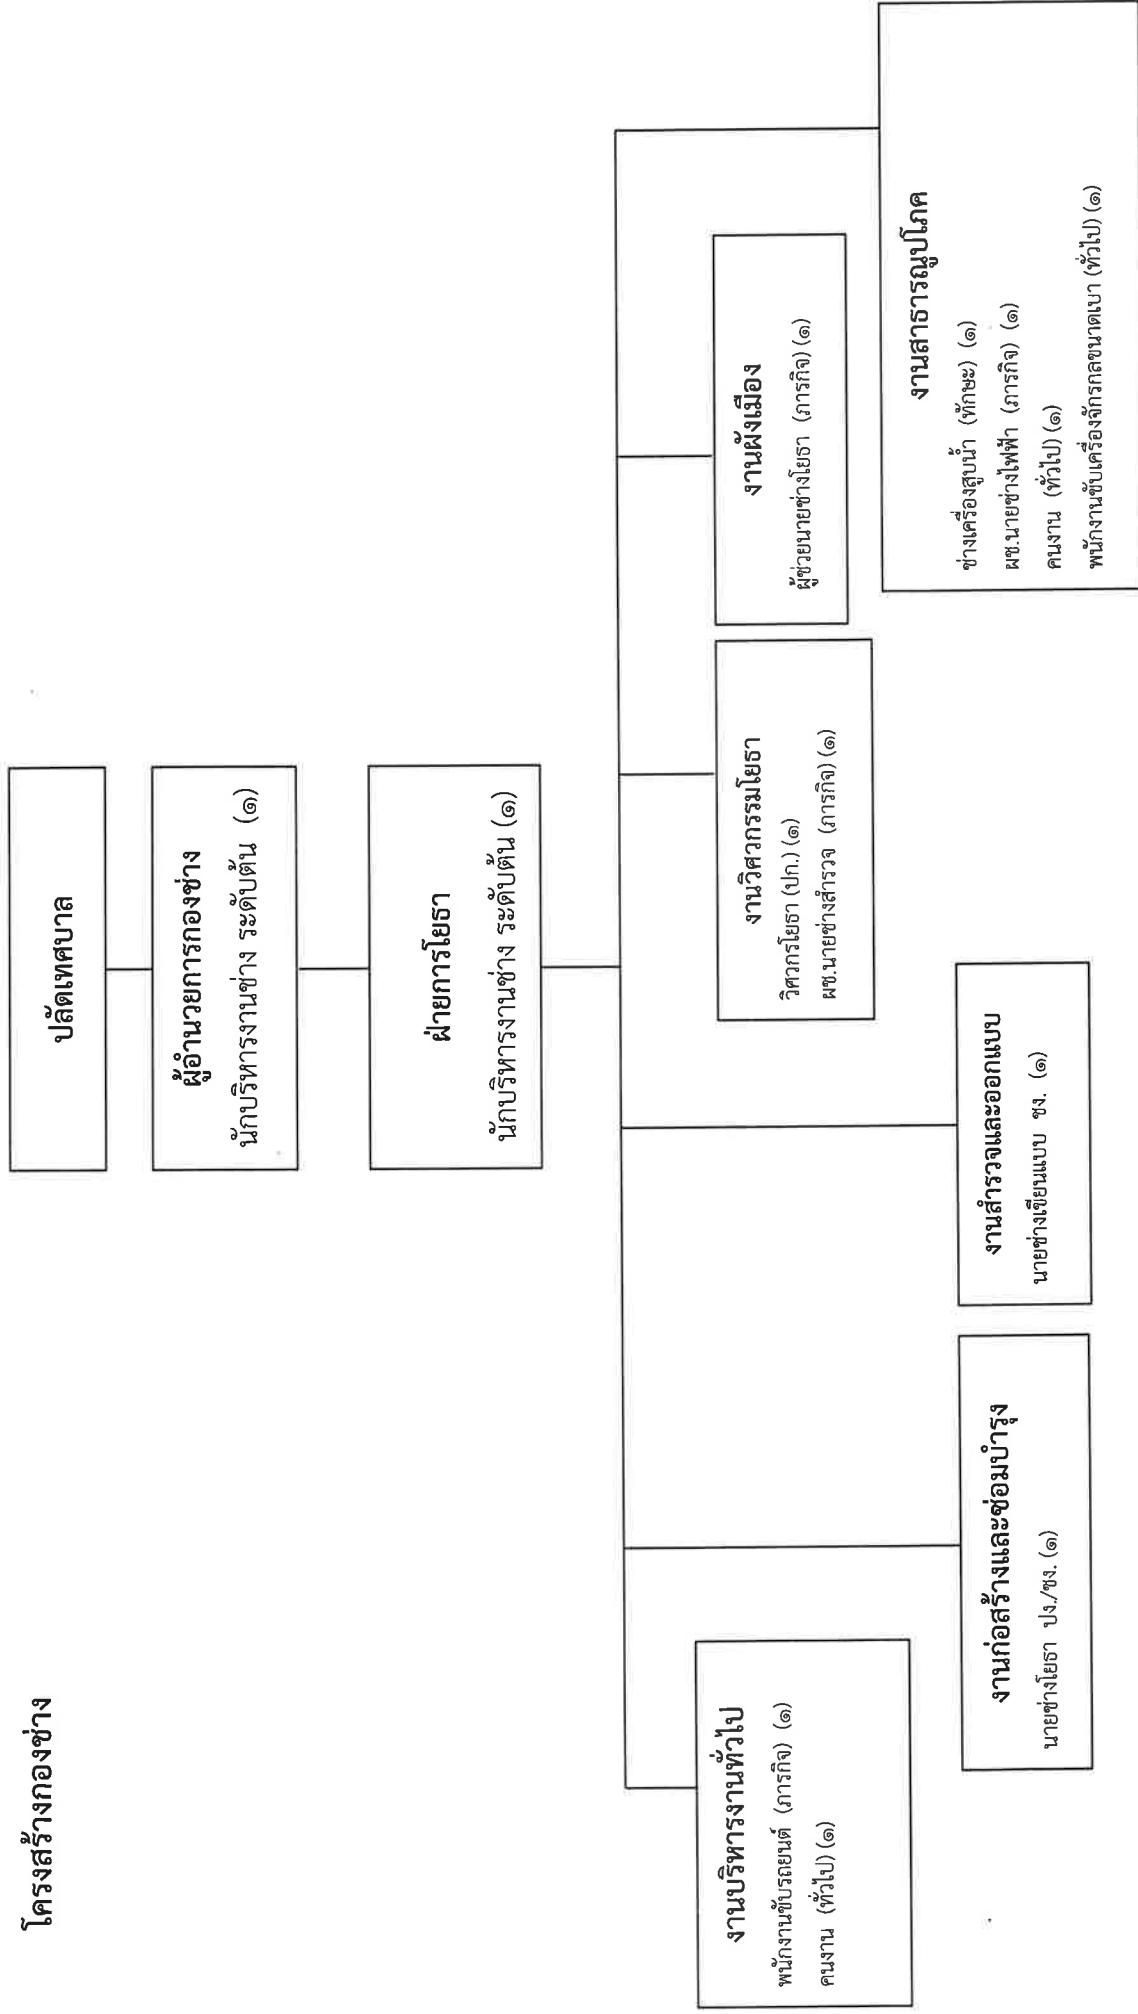 โครงสร้างกองช่าง
ปลัดเทศบาล
ผู้อำนวยการกองช่าง
นักบริหารงานช่าง ระดับต้น (๑)
ฝ่ายการโยธา
นักบริหารงานช่าง ระดับต้น (๑)
งานบริหารงานทั่วไป
พนักงานขับรถยนต์ (ภารกิจ) (๑)
คนงาน (ทั่วไป) (๑)
งานก่อสร้างและซ่อมบำรุง
นายช่างโยธา ปง./ชง. (๑)
งานสำรวจและออกแบบ
นายช่างเขียนแบบ ชง. (๑)
งานวิศวกรรมโยธา
วิศวกรโยธา (ปก.) (๑)
ผช.นายช่างสำรวจ (ภารกิจ) (๑)
งานผังเมือง
ผู้ช่วยนายช่างโยธา (ภารกิจ) (๑)
งานสาธารณูปโภค
ช่างเครื่องสูบน้ำ (ทักษะ) (๑)
ผช.นายช่างไฟฟ้า (ภารกิจ) (๑)
คนงาน (ทั่วไป) (๑)
พนักงานขับเครื่องจักรกลขนาดเบา (ทั่วไป) (๑)